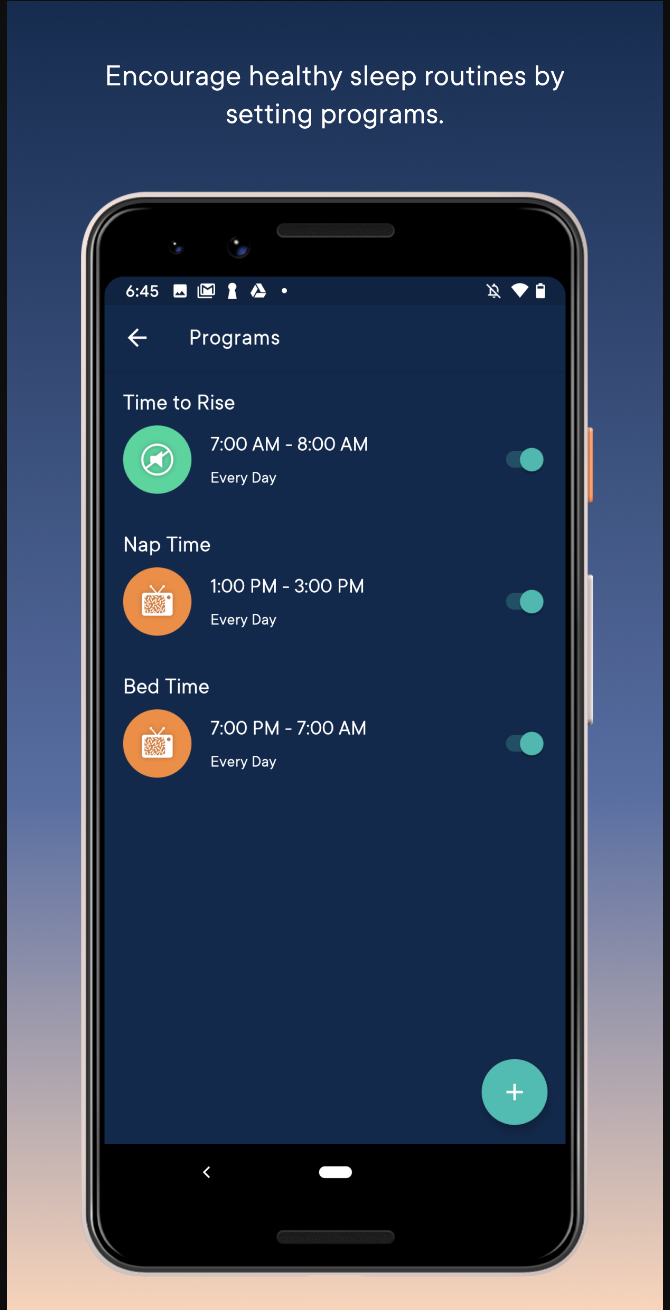 Encourage healthy sleep routines by
setting programs.
6:45
Programs
Time to Rise
7:00 AM - 8:00 AM
Every Day
Nap Time
1:00 PM - 3:00 PM
Every Day
Bed Time
7:00 PM - 7:00 AM
Every Day